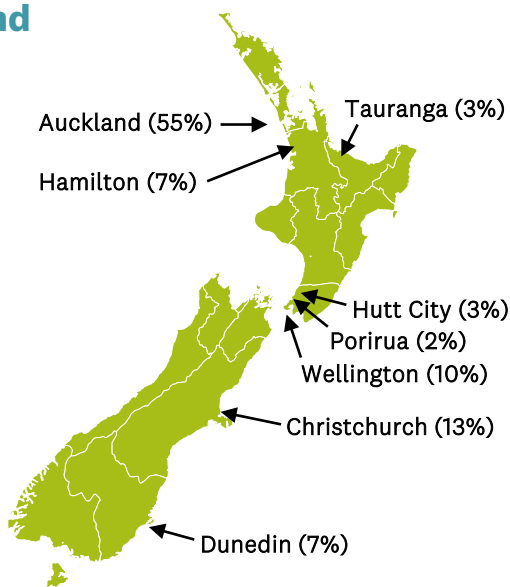 nd
Auckland (55%)
Tauranga (3%)
Hamilton (7%)
Hutt City (3%)
Porirua (2%)
Wellington (10%)
Christchurch (13%)
Dunedin (7%)